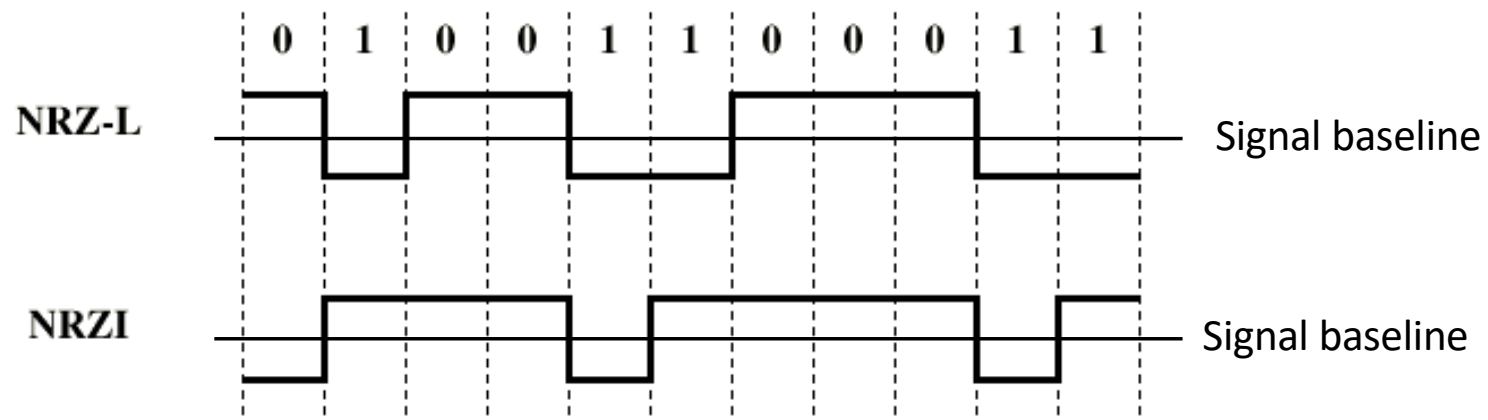 0 1 0 0 1 1 0 0 0 1 1
NRZ-L
Signal baseline
NRZI
Signal baseline